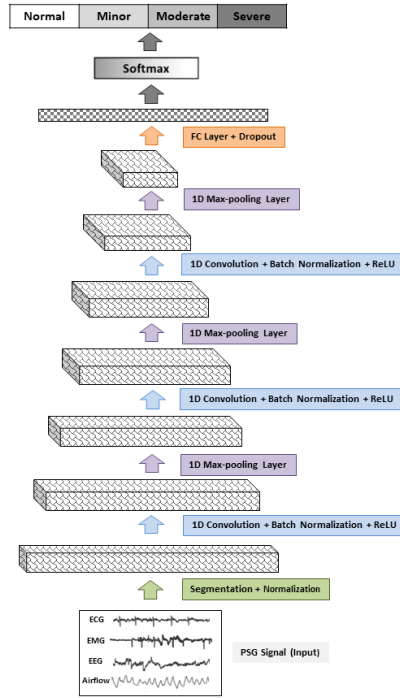 Normal Minor Moderate Severe
Softmax
FC Layer + Dropout
1D Max-pooling Layer
1D Convolution + Batch Normalization + ReLU
1D Max-pooling Layer
1D Convolution + Batch Normalization + ReLU
1D Max-pooling Layer
1D Convolution + Batch Normalization + ReLU
Segmentation + Normalization
ECG
EMG
EEG
Airflow
PSG Signal (Input)